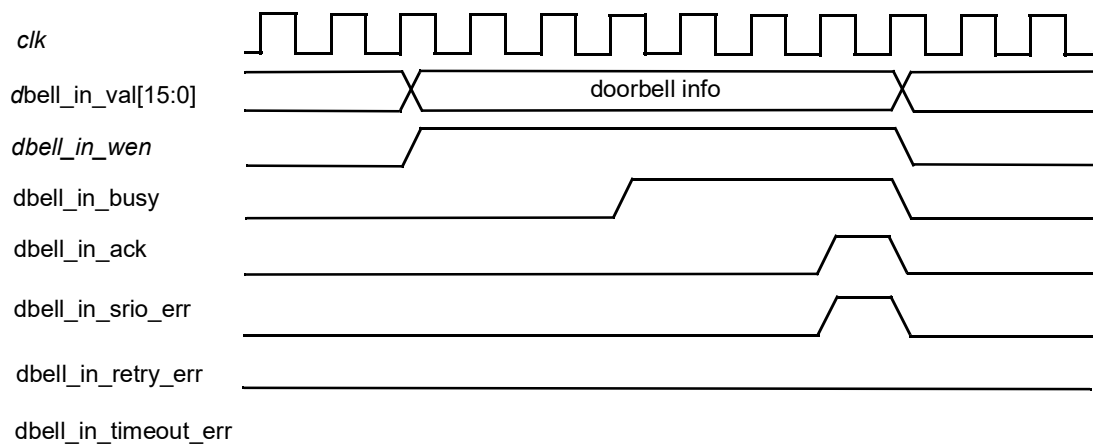 clk
dbell_in_val[15:0]
doorbell info
dbell_in_wen
dbell_in_busy
dbell_in_ack
dbell_in_srio_err
dbell_in_retry_err
dbell_in_timeout_err